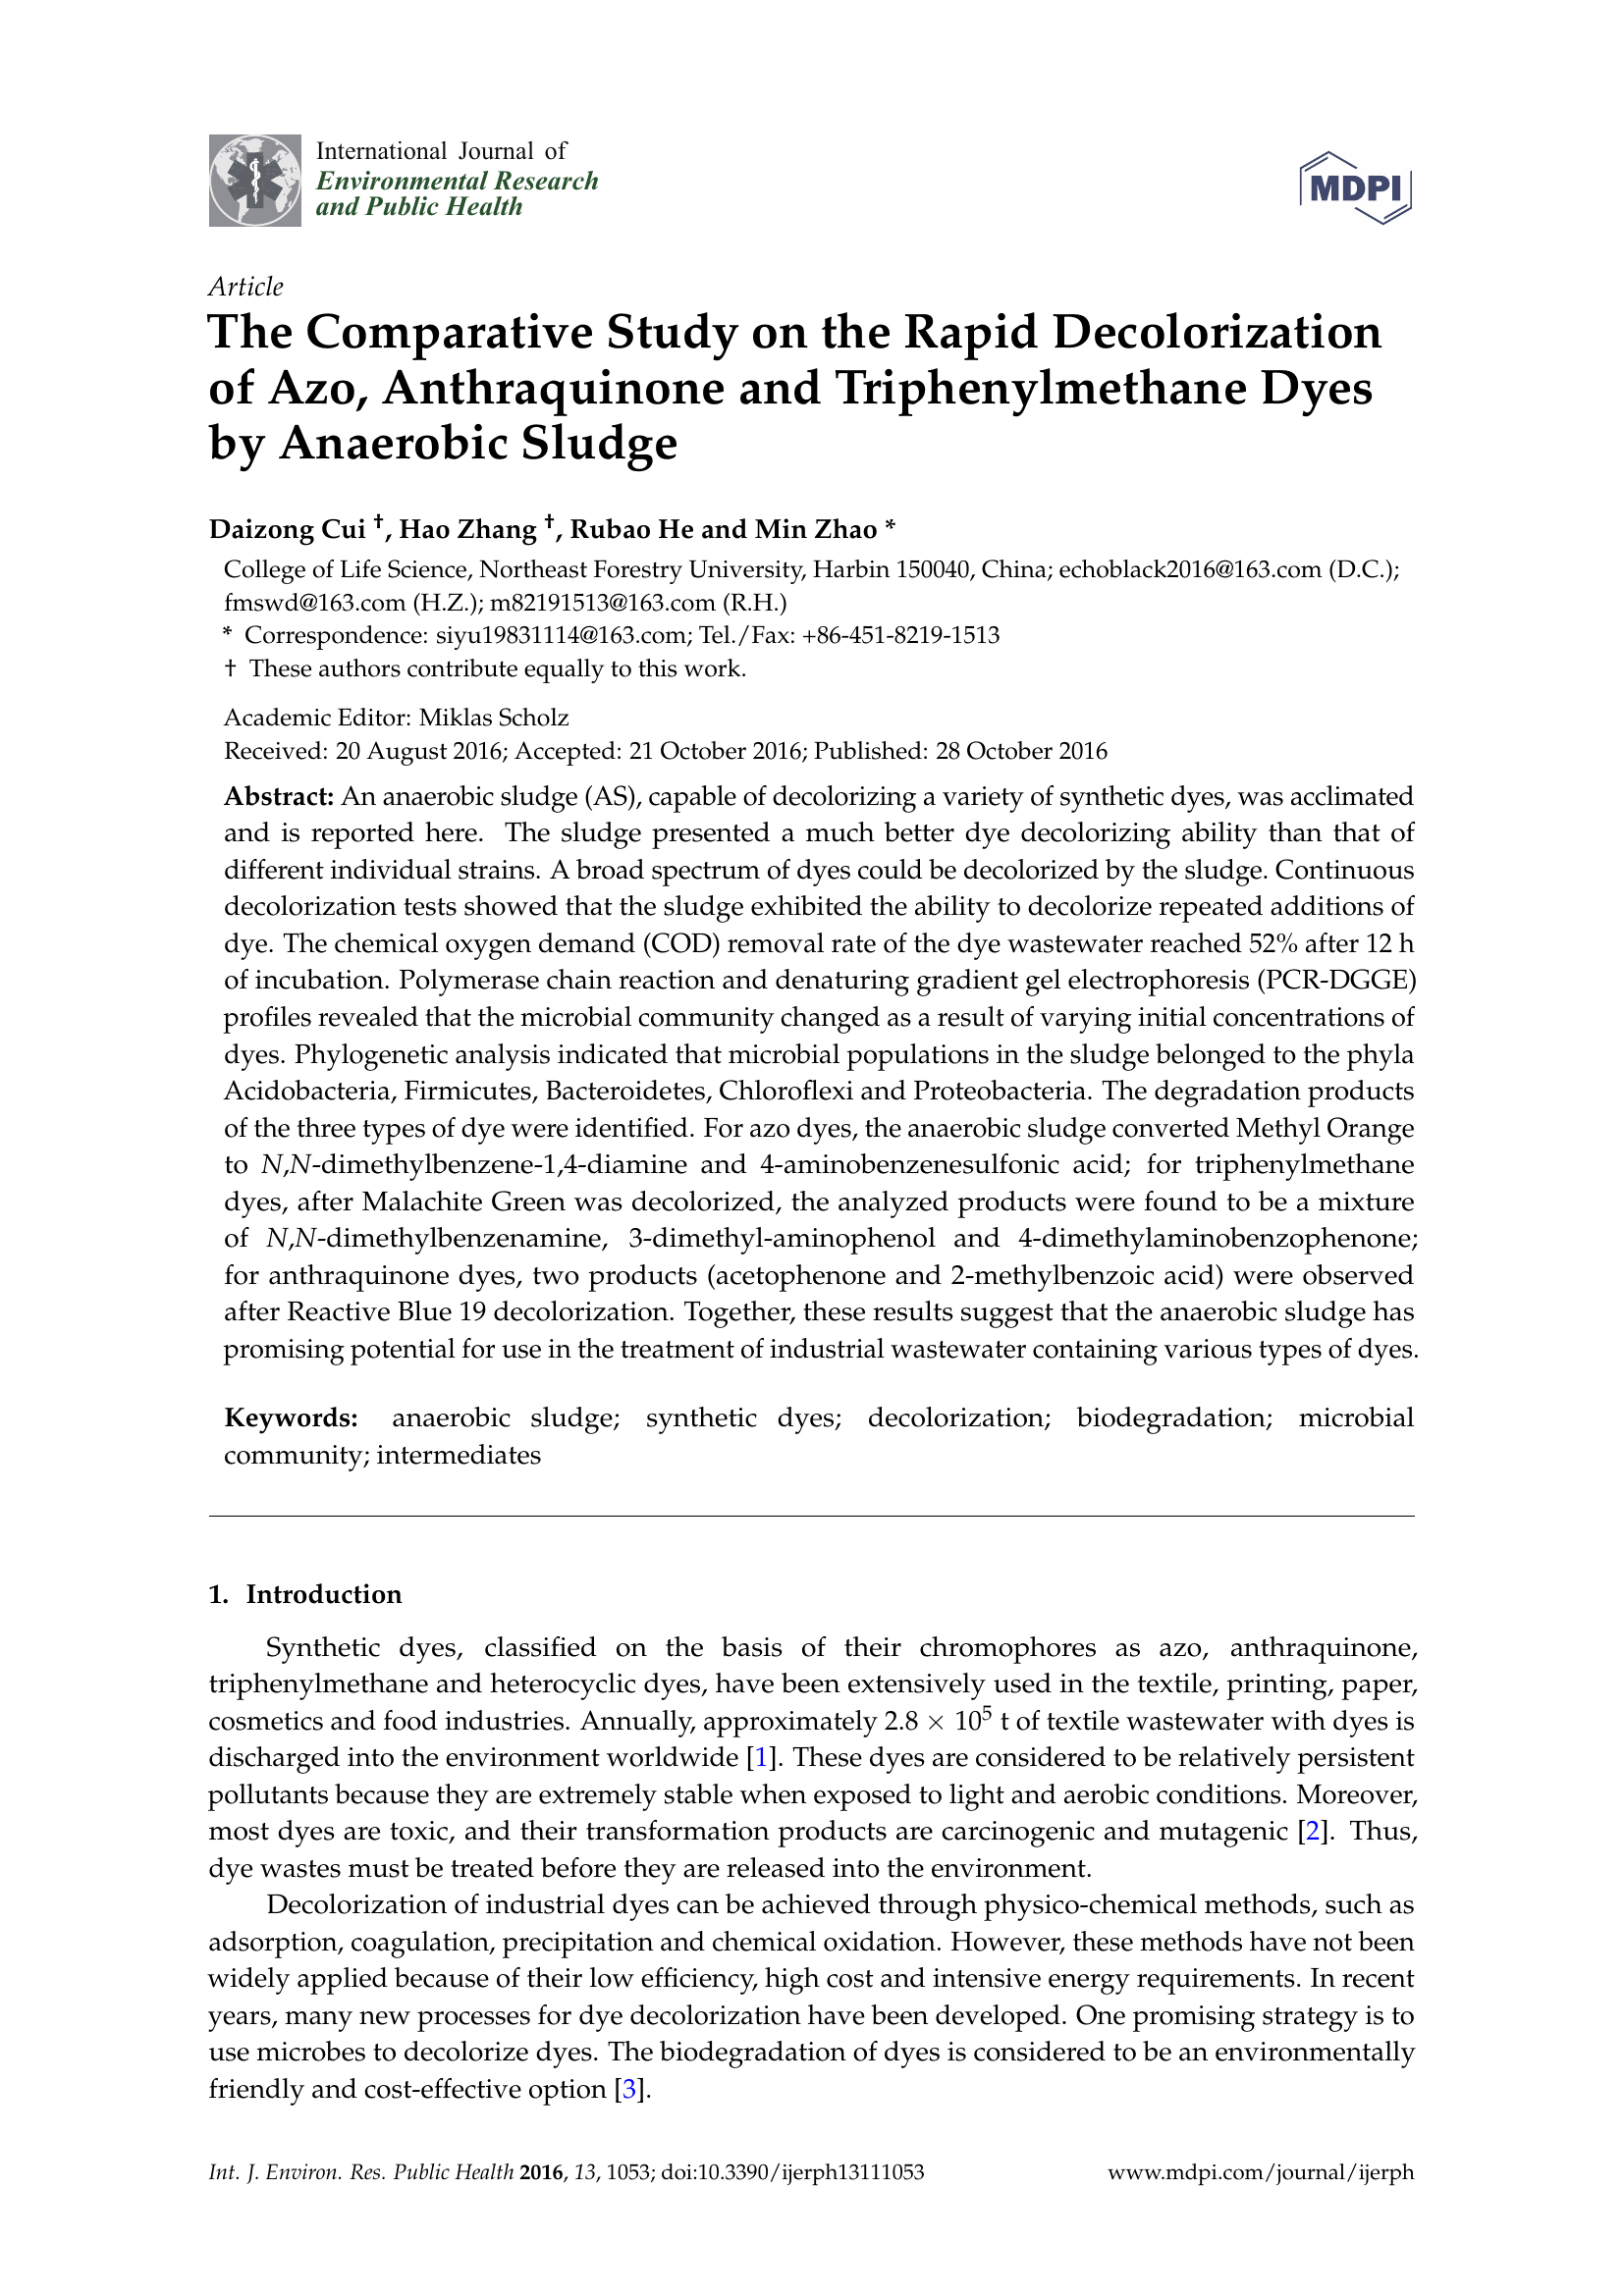 International Journal of
Environmental Research
and Public Health
MDPI
Article
The Comparative Study on the Rapid Decolorization
of Azo, Anthraquinone and Triphenylmethane Dyes
by Anaerobic Sludge
Daizong Cui †, Hao Zhang †, Rubao He and Min Zhao *
College of Life Science, Northeast Forestry University, Harbin 150040, China; echoblack2016@163.com (D.C.);
fmswd@163.com (H.Z.); m82191513@163.com (R.H.)
* Correspondence: siyu19831114@163.com; Tel./Fax: +86-451-8219-1513
† These authors contribute equally to this work.
Academic Editor: Miklas Scholz
Received: 20 August 2016; Accepted: 21 October 2016; Published: 28 October 2016
Abstract: An anaerobic sludge (AS), capable of decolorizing a variety of synthetic dyes, was acclimated
and is reported here. The sludge presented a much better dye decolorizing ability than that of
different individual strains. A broad spectrum of dyes could be decolorized by the sludge. Continuous
decolorization tests showed that the sludge exhibited the ability to decolorize repeated additions of
dye. The chemical oxygen demand (COD) removal rate of the dye wastewater reached 52% after 12 h
of incubation. Polymerase chain reaction and denaturing gradient gel electrophoresis (PCR-DGGE)
profiles revealed that the microbial community changed as a result of varying initial concentrations of
dyes. Phylogenetic analysis indicated that microbial populations in the sludge belonged to the phyla
Acidobacteria, Firmicutes, Bacteroidetes, Chloroflexi and Proteobacteria. The degradation products
of the three types of dye were identified. For azo dyes, the anaerobic sludge converted Methyl Orange
to N,N-dimethylbenzene-1,4-diamine and 4-aminobenzenesulfonic acid; for triphenylmethane
dyes, after Malachite Green was decolorized, the analyzed products were found to be a mixture
of N,N-dimethylbenzenamine, 3-dimethyl-aminophenol and 4-dimethylaminobenzophenone;
for anthraquinone dyes, two products (acetophenone and 2-methylbenzoic acid) were observed
after Reactive Blue 19 decolorization. Together, these results suggest that the anaerobic sludge has
promising potential for use in the treatment of industrial wastewater containing various types of dyes.
Keywords: anaerobic sludge; synthetic dyes; decolorization; biodegradation; microbial
community; intermediates
1. Introduction
Synthetic dyes, classified on the basis of their chromophores as azo, anthraquinone,
triphenylmethane and heterocyclic dyes, have been extensively used in the textile, printing, paper,
cosmetics and food industries. Annually, approximately 2.8 × 10⁵ t of textile wastewater with dyes is
discharged into the environment worldwide [1]. These dyes are considered to be relatively persistent
pollutants because they are extremely stable when exposed to light and aerobic conditions. Moreover,
most dyes are toxic, and their transformation products are carcinogenic and mutagenic [2]. Thus,
dye wastes must be treated before they are released into the environment.
Decolorization of industrial dyes can be achieved through physico-chemical methods, such as
adsorption, coagulation, precipitation and chemical oxidation. However, these methods have not been
widely applied because of their low efficiency, high cost and intensive energy requirements. In recent
years, many new processes for dye decolorization have been developed. One promising strategy is to
use microbes to decolorize dyes. The biodegradation of dyes is considered to be an environmentally
friendly and cost-effective option [3].
Int. J. Environ. Res. Public Health 2016, 13, 1053; doi:10.3390/ijerph13111053
www.mdpi.com/journal/ijerph